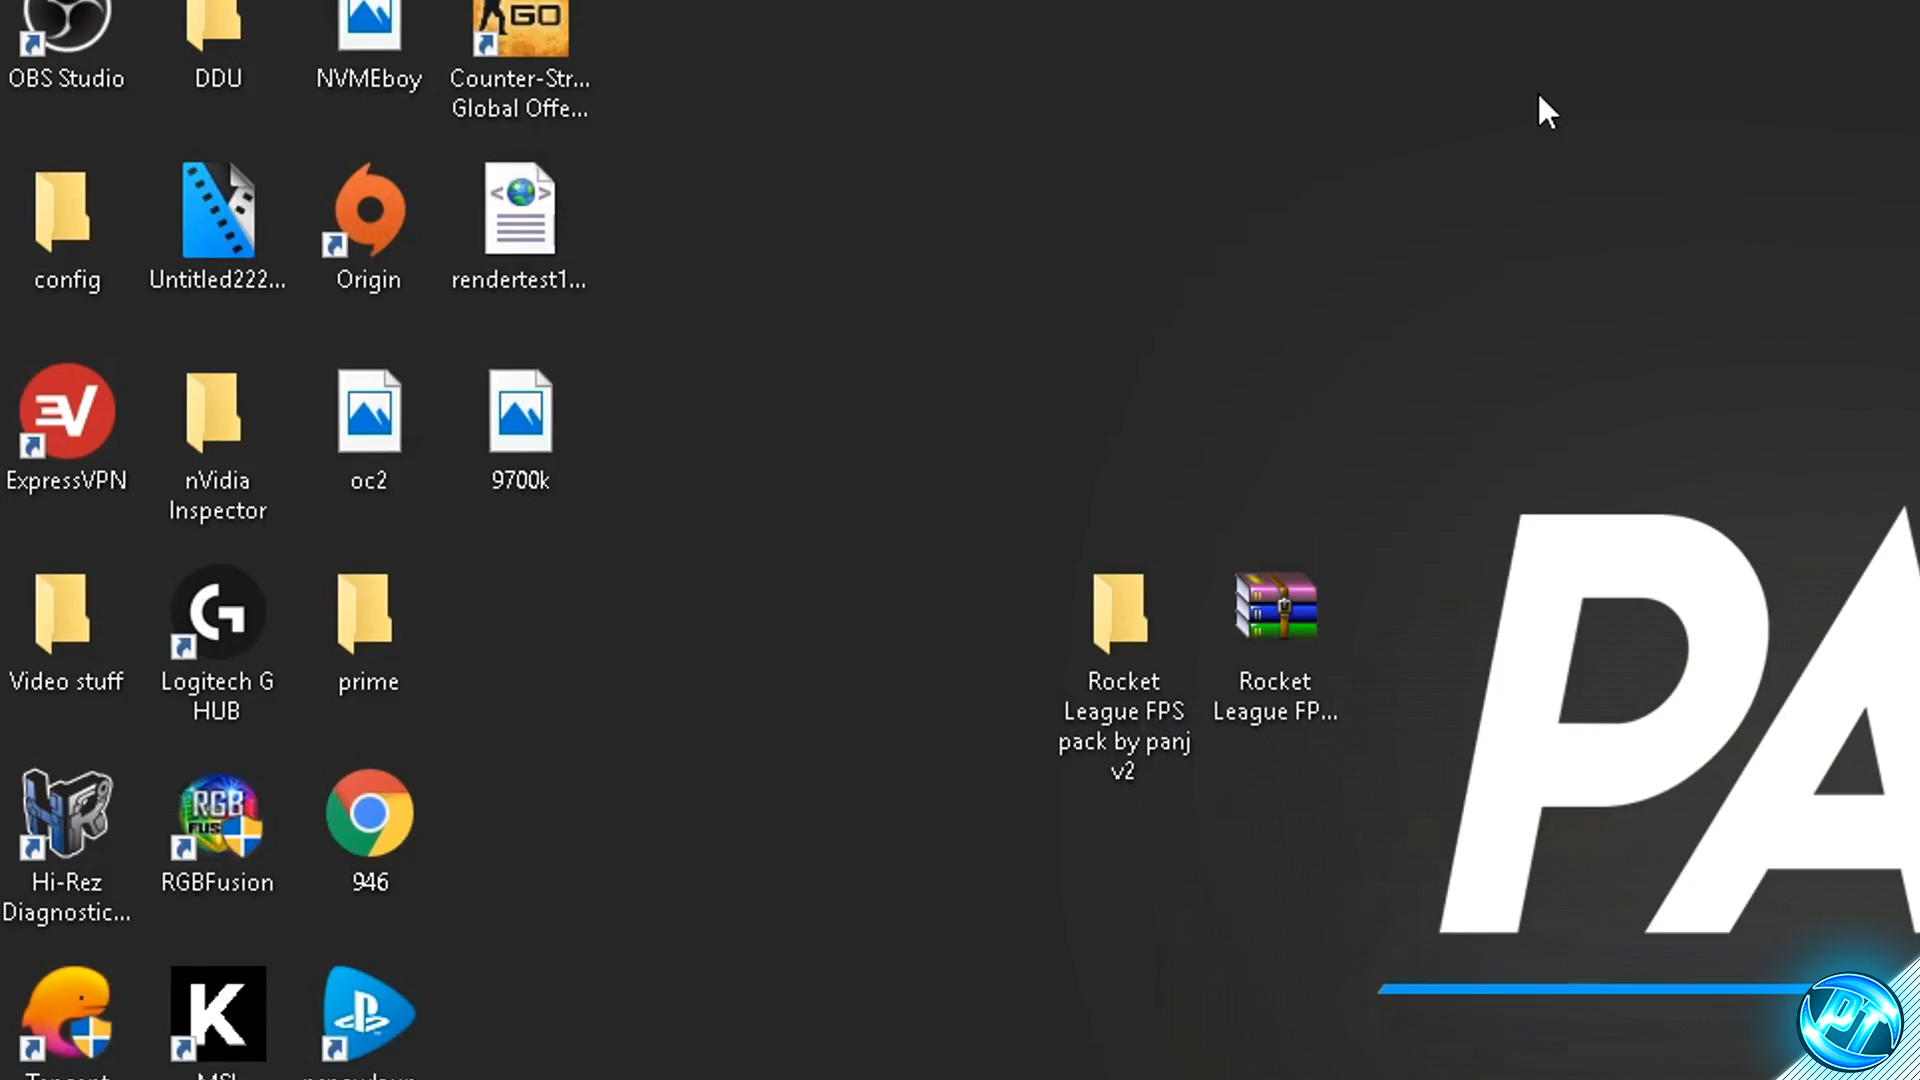 OBS Studio
DDU
NVMEboy
GO
Counter-Str...
Global Offe...
config
Untitled222...
Origin
rendertest1...
ExpressVPN
nVidia
Inspector
oc2
9700k
Video stuff
Logitech G
HUB
prime
Rocket
League FPS
pack by panj
v2
Rocket
League FP...
PA
HR
Hi-Rez
Diagnostic...
RGB
FUS
RGBFusion
946
K
PT